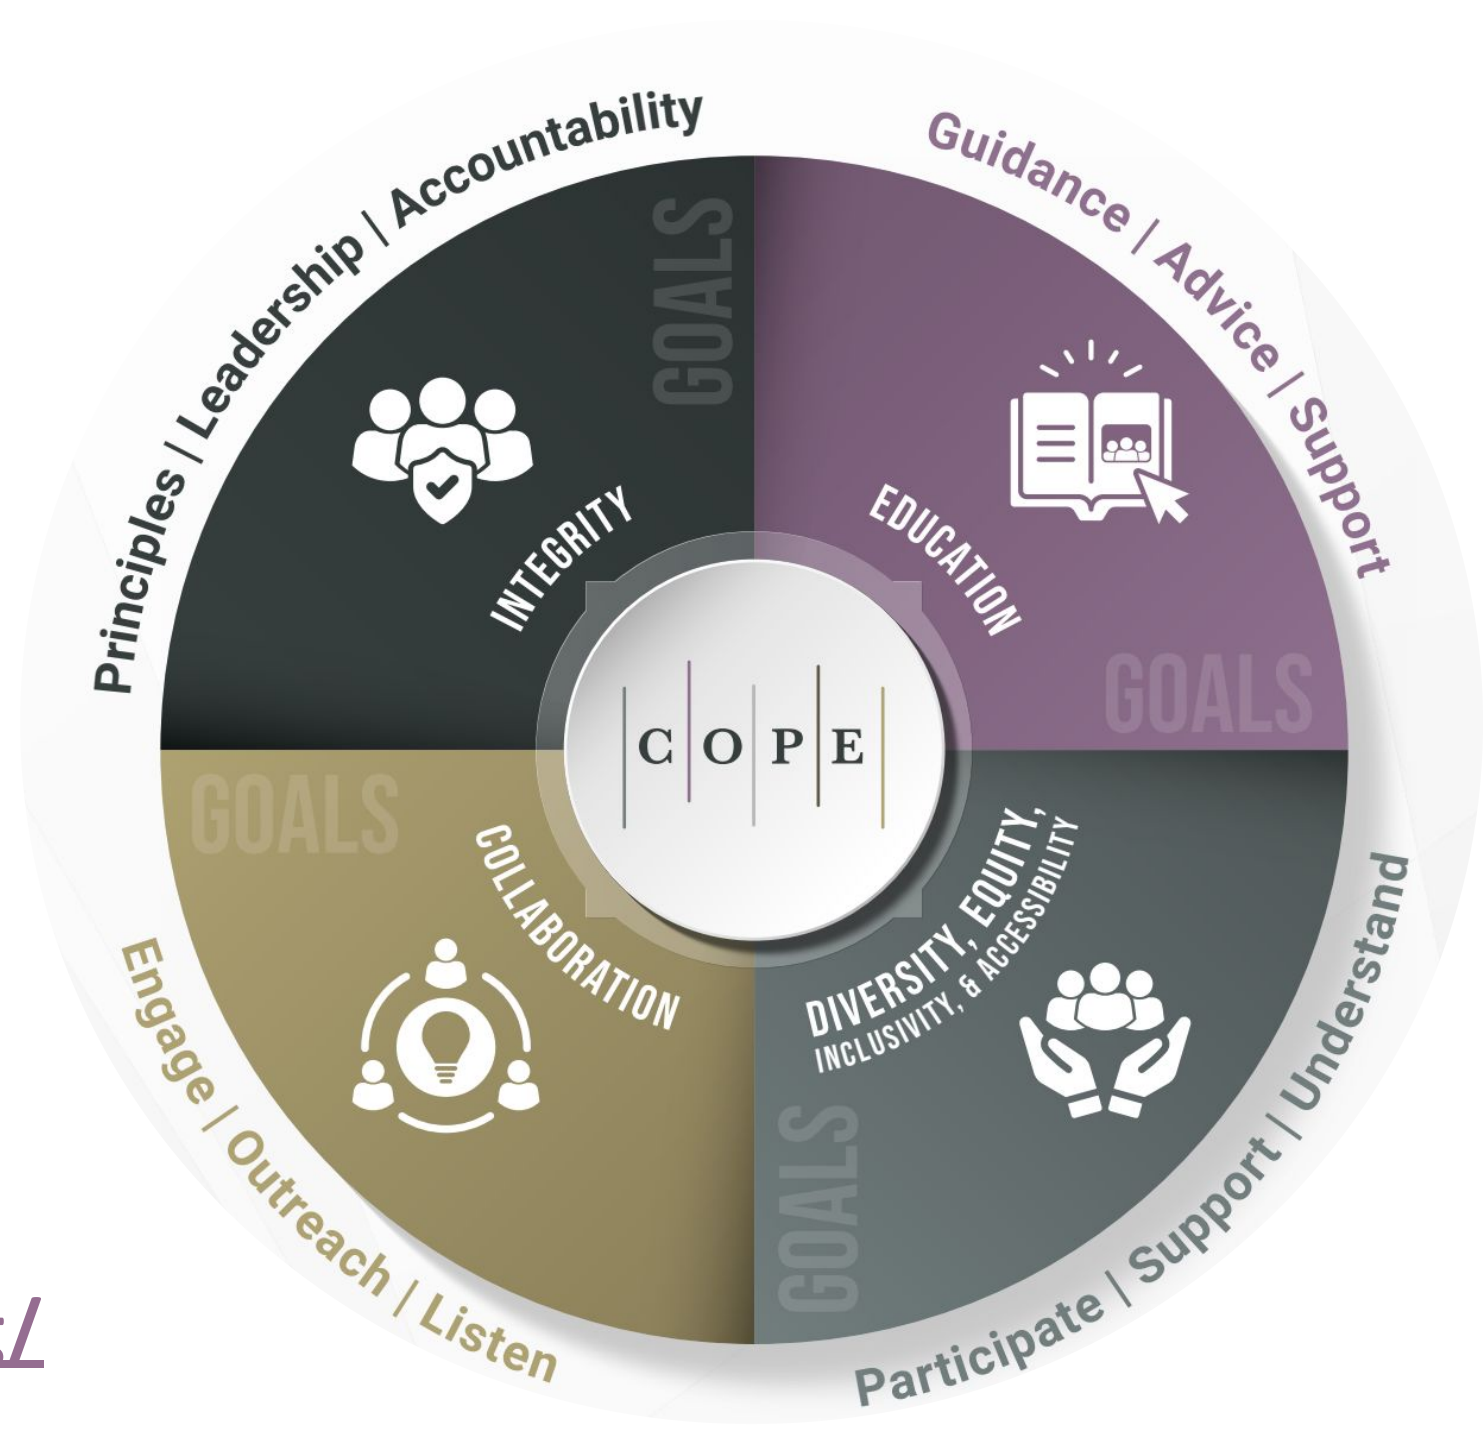 Principles | Leadership | Accountability
GOALS
INTEGRITY
Guidance | Advice | Support
EDUCATION
GOALS
C O P E
GOALS
COLLABORATION
Engage | Outreach | Listen
DIVERSITY, EQUITY,
INCLUSIVITY, & ACCESSIBILITY
GOALS
Participate | Support | Understand